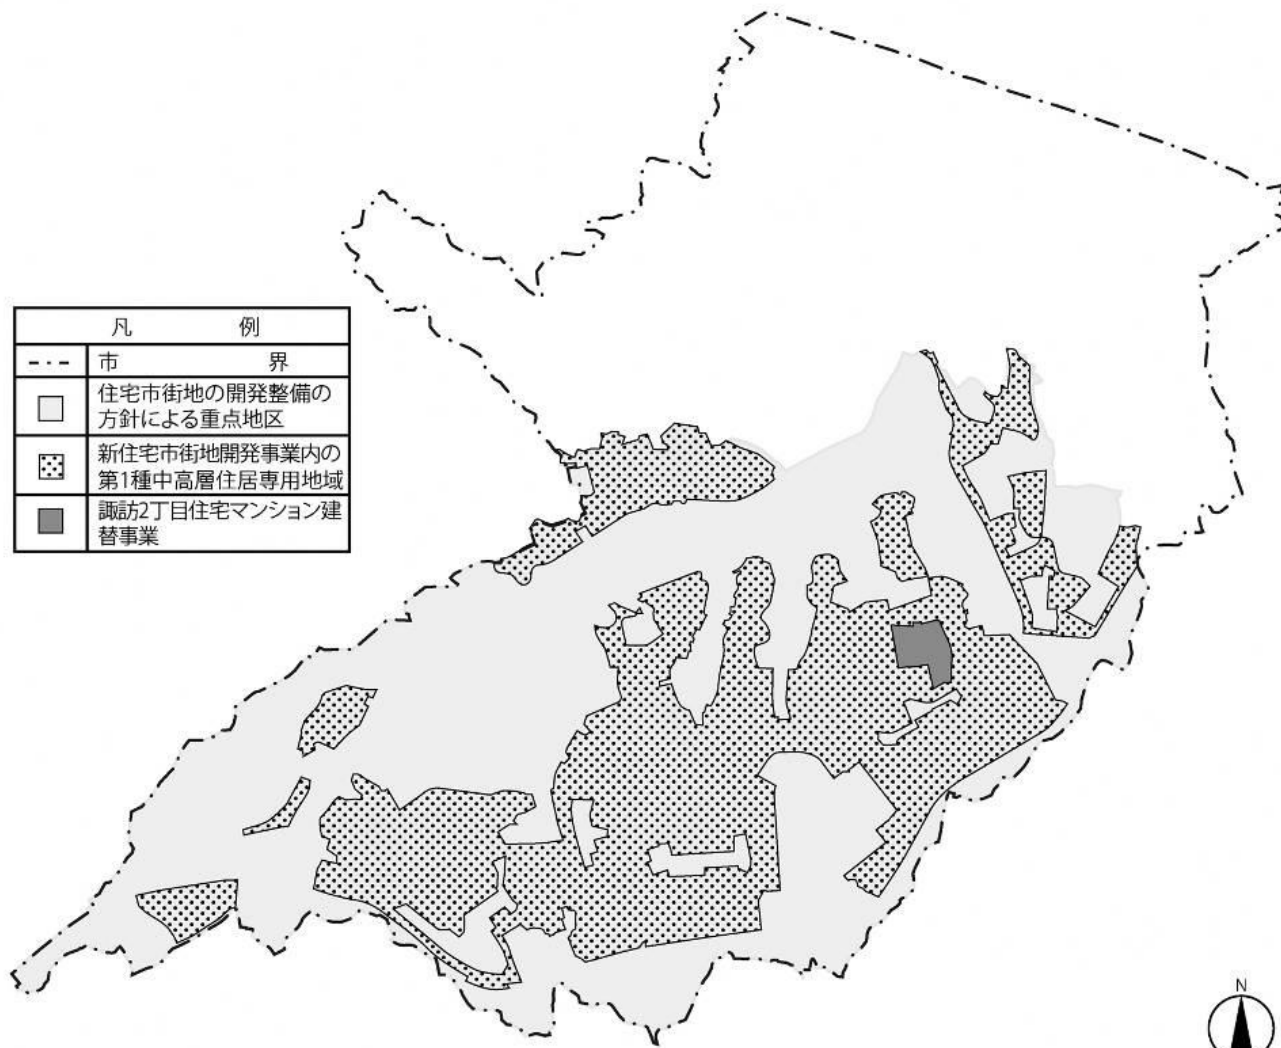 凡 例
市 界
住宅市街地の開発整備の
方針による重点地区
新住宅市街地開発事業内の
第1種中高層住居専用地域
諏訪2丁目住宅マンション建
替事業
N